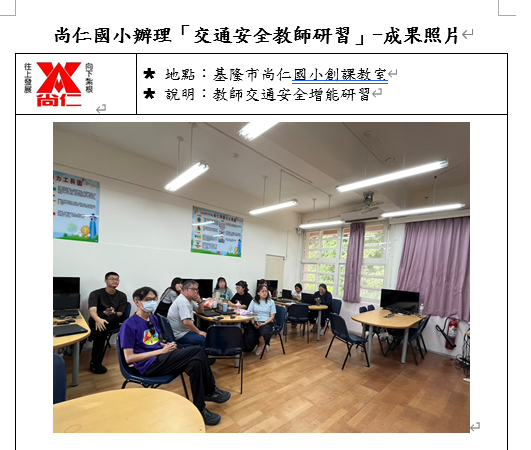 尚仁國小辦理「交通安全教師研習」-成果照片
往上發展
向下紮根
尚仁
★ 地點：基隆市尚仁國小創課教室
★ 說明：教師交通安全增能研習